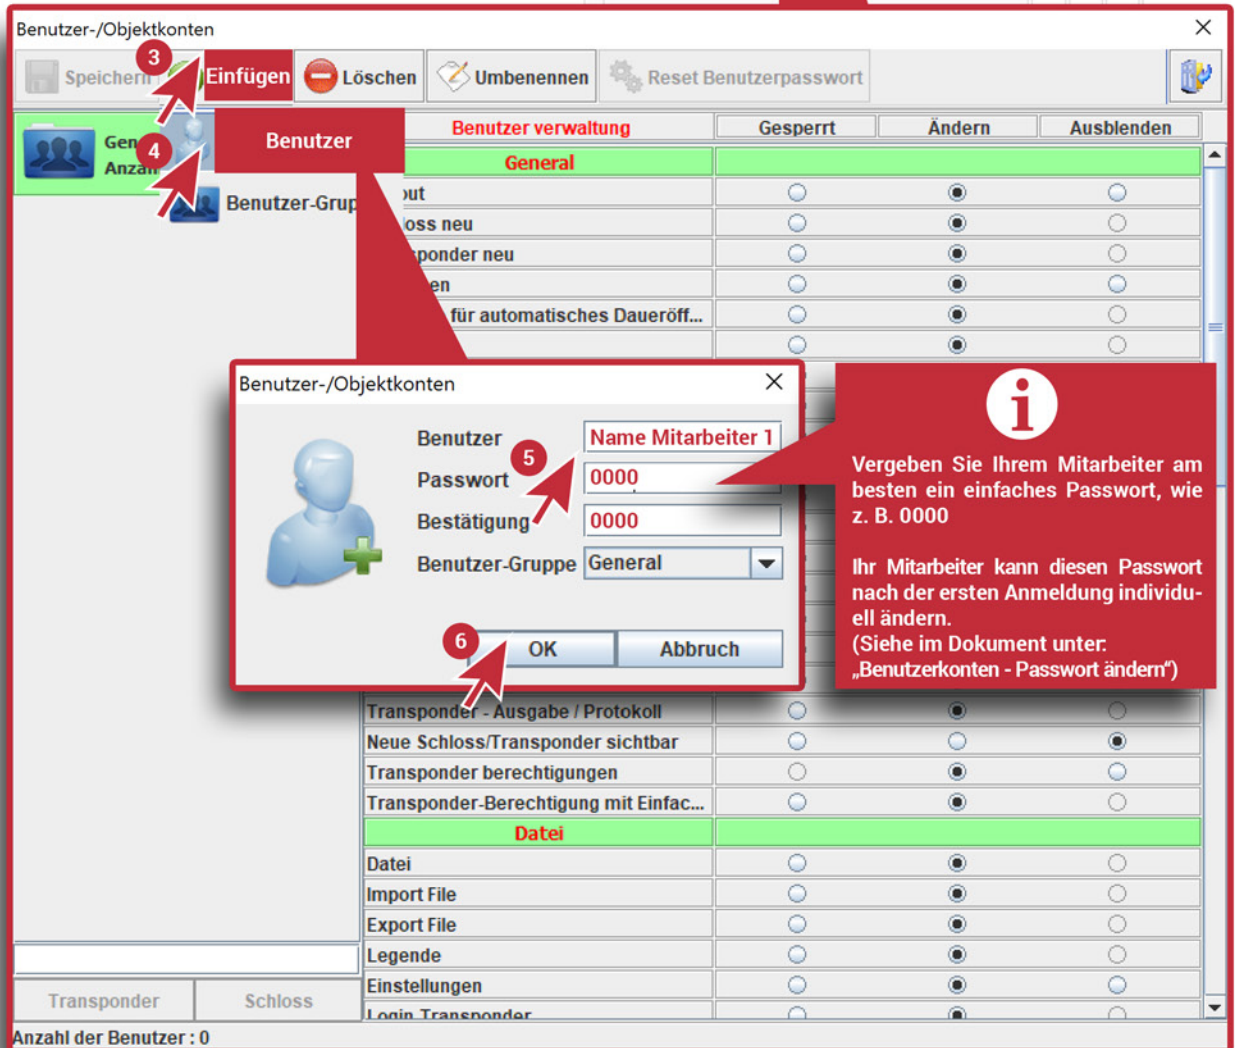 Benutzer-/Objektkonten
3
Speichern Einfügen Löschen Umbenennen Reset Benutzerpasswort
4
Benutzer
Benutzer-Grup
Benutzer verwaltung Gesperrt Ändern Ausblenden
General
neu
neu
für automatisches Daueröff...
Benutzer-/Objektkonten
Benutzer Name Mitarbeiter 1
5
Passwort 0000
Bestätigung 0000
Benutzer-Gruppe General
6
OK Abbruch
i
Vergeben Sie Ihrem Mitarbeiter am
besten ein einfaches Passwort, wie
z. B. 0000
Ihr Mitarbeiter kann diesen Passwort
nach der ersten Anmeldung individu-
ell ändern.
(Siehe im Dokument unter:
„Benutzerkonten - Passwort ändern“)
Transponder - Ausgabe / Protokoll
Neue Schloss/Transponder sichtbar
Transponder berechtigungen
Transponder-Berechtigung mit Einfac...
Datei
Datei
Import File
Export File
Legende
Einstellungen
Login Transponder
Transponder Schloss
Anzahl der Benutzer : 0